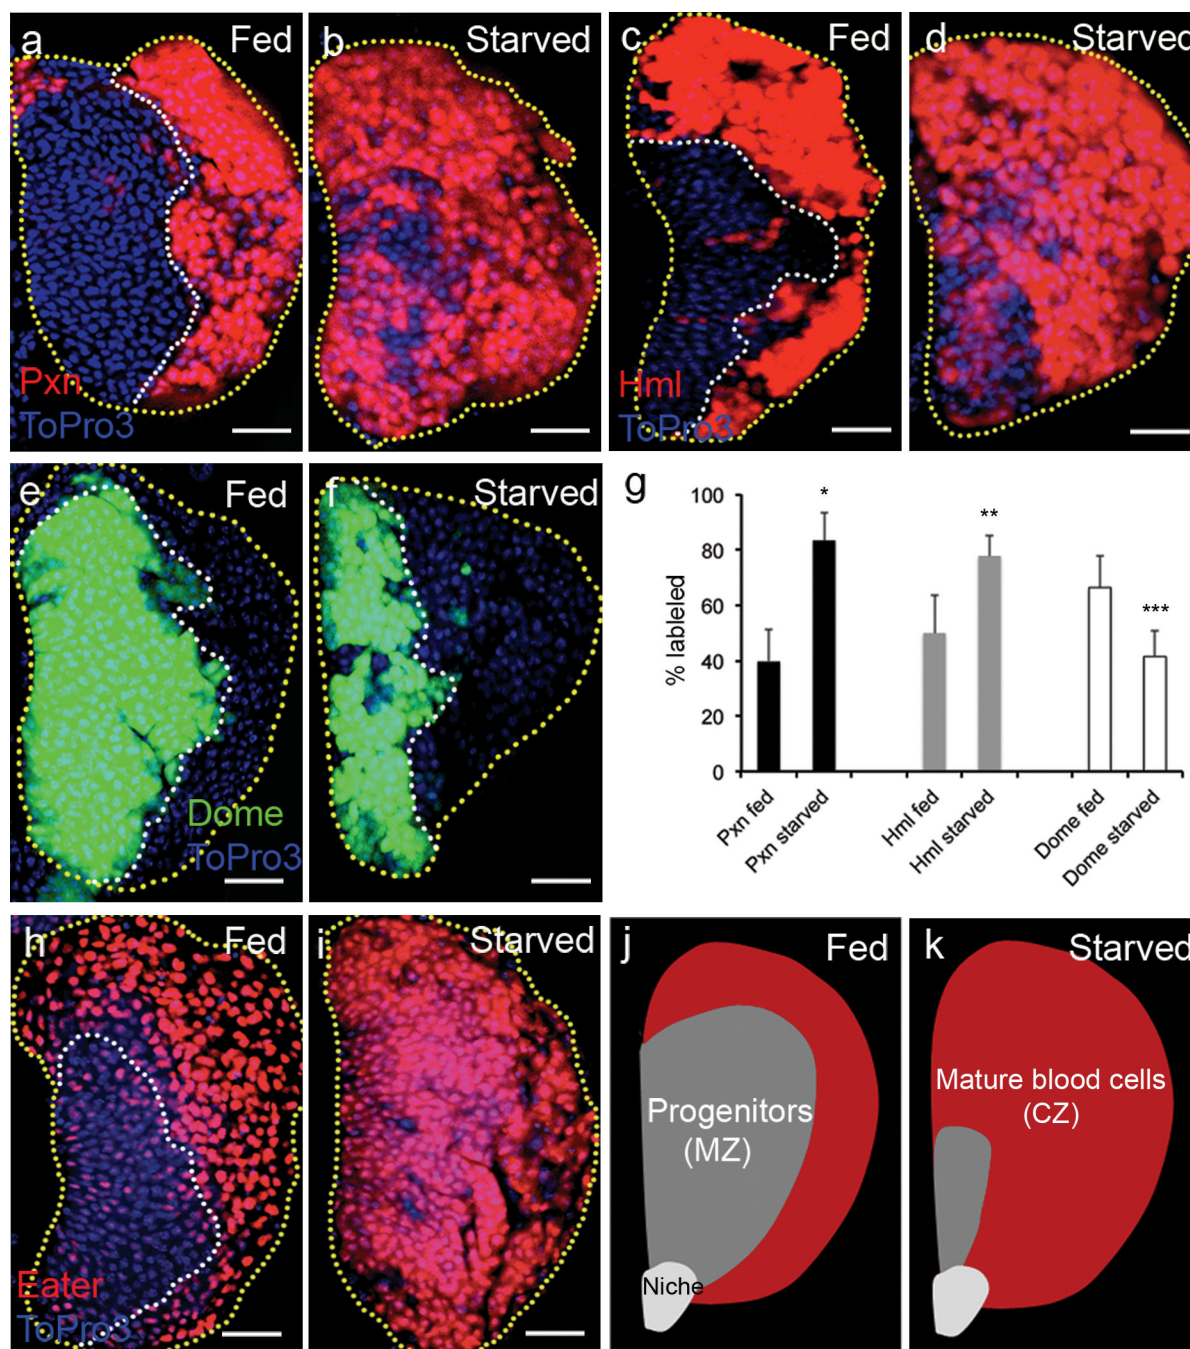 a Fed
Pxn
ToPro3
b Starved
c Fed
Hml
ToPro3
d Starved
e Fed
Dome
ToPro3
f Starved
g
% lableled
100
80
60
40
20
0
*
**
***
Pxn fed
Pxn starved
Hml fed
Hml starved
Dome fed
Dome starved
h Fed
Eater
ToPro3
i Starved
j Fed
Progenitors
(MZ)
Niche
k Starved
Mature blood cells
(CZ)